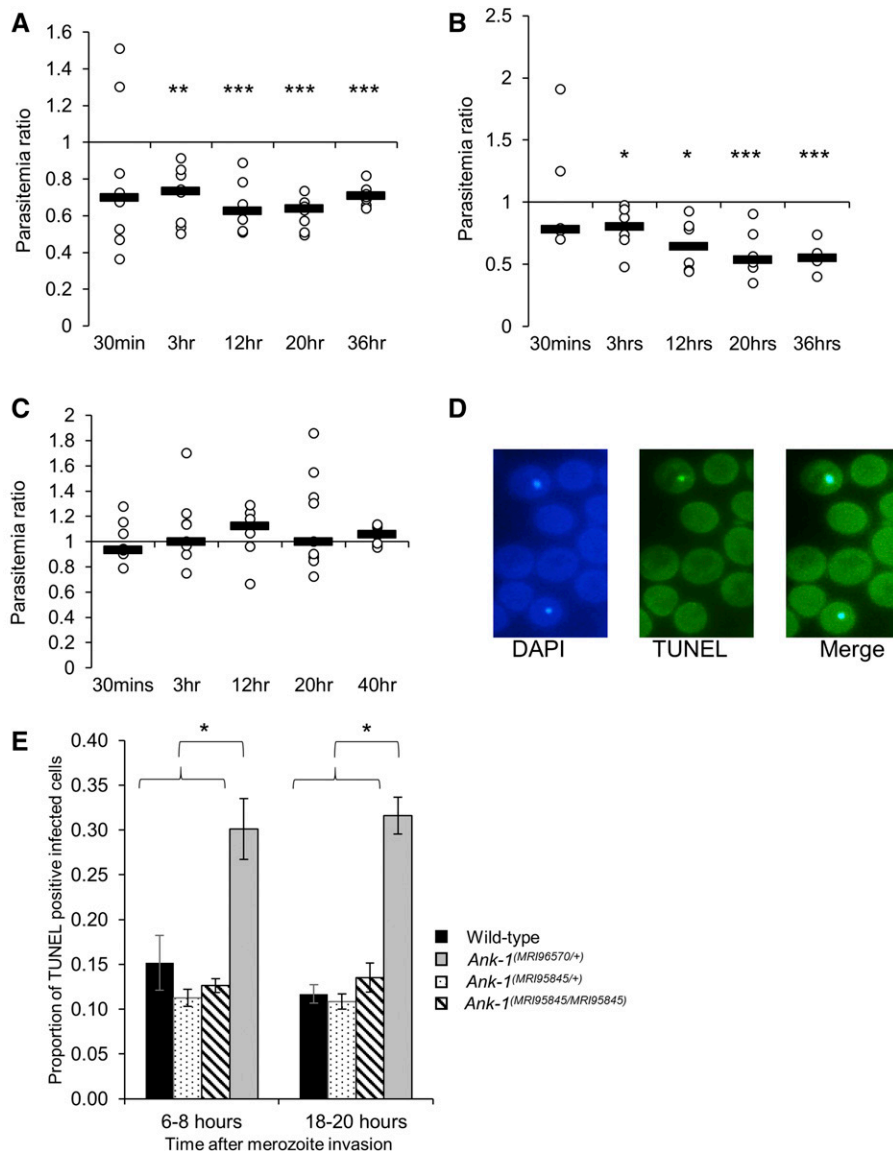 A
Parasitemia ratio
1.6
1.4
1.2
1
0.8
0.6
0.4
0.2
0
** *** *** ***
30min 3hr 12hr 20hr 36hr
B
Parasitemia ratio
2.5
2
1.5
1
0.5
0
* * *** ***
30mins 3hrs 12hrs 20hrs 36hrs
C
Parasitemia ratio
2
1.8
1.6
1.4
1.2
1
0.8
0.6
0.4
0.2
0
30mins 3hr 12hr 20hr 40hr
D
DAPI TUNEL Merge
E
Proportion of TUNEL positive infected cells
0.40
0.35
0.30
0.25
0.20
0.15
0.10
0.05
0.00
* *
6-8 hours 18-20 hours
Time after merozoite invasion
Wild-type
Ank-1(MRI96570/+)
Ank-1(MRI95845/+)
Ank-1(MRI95845/MRI95845)